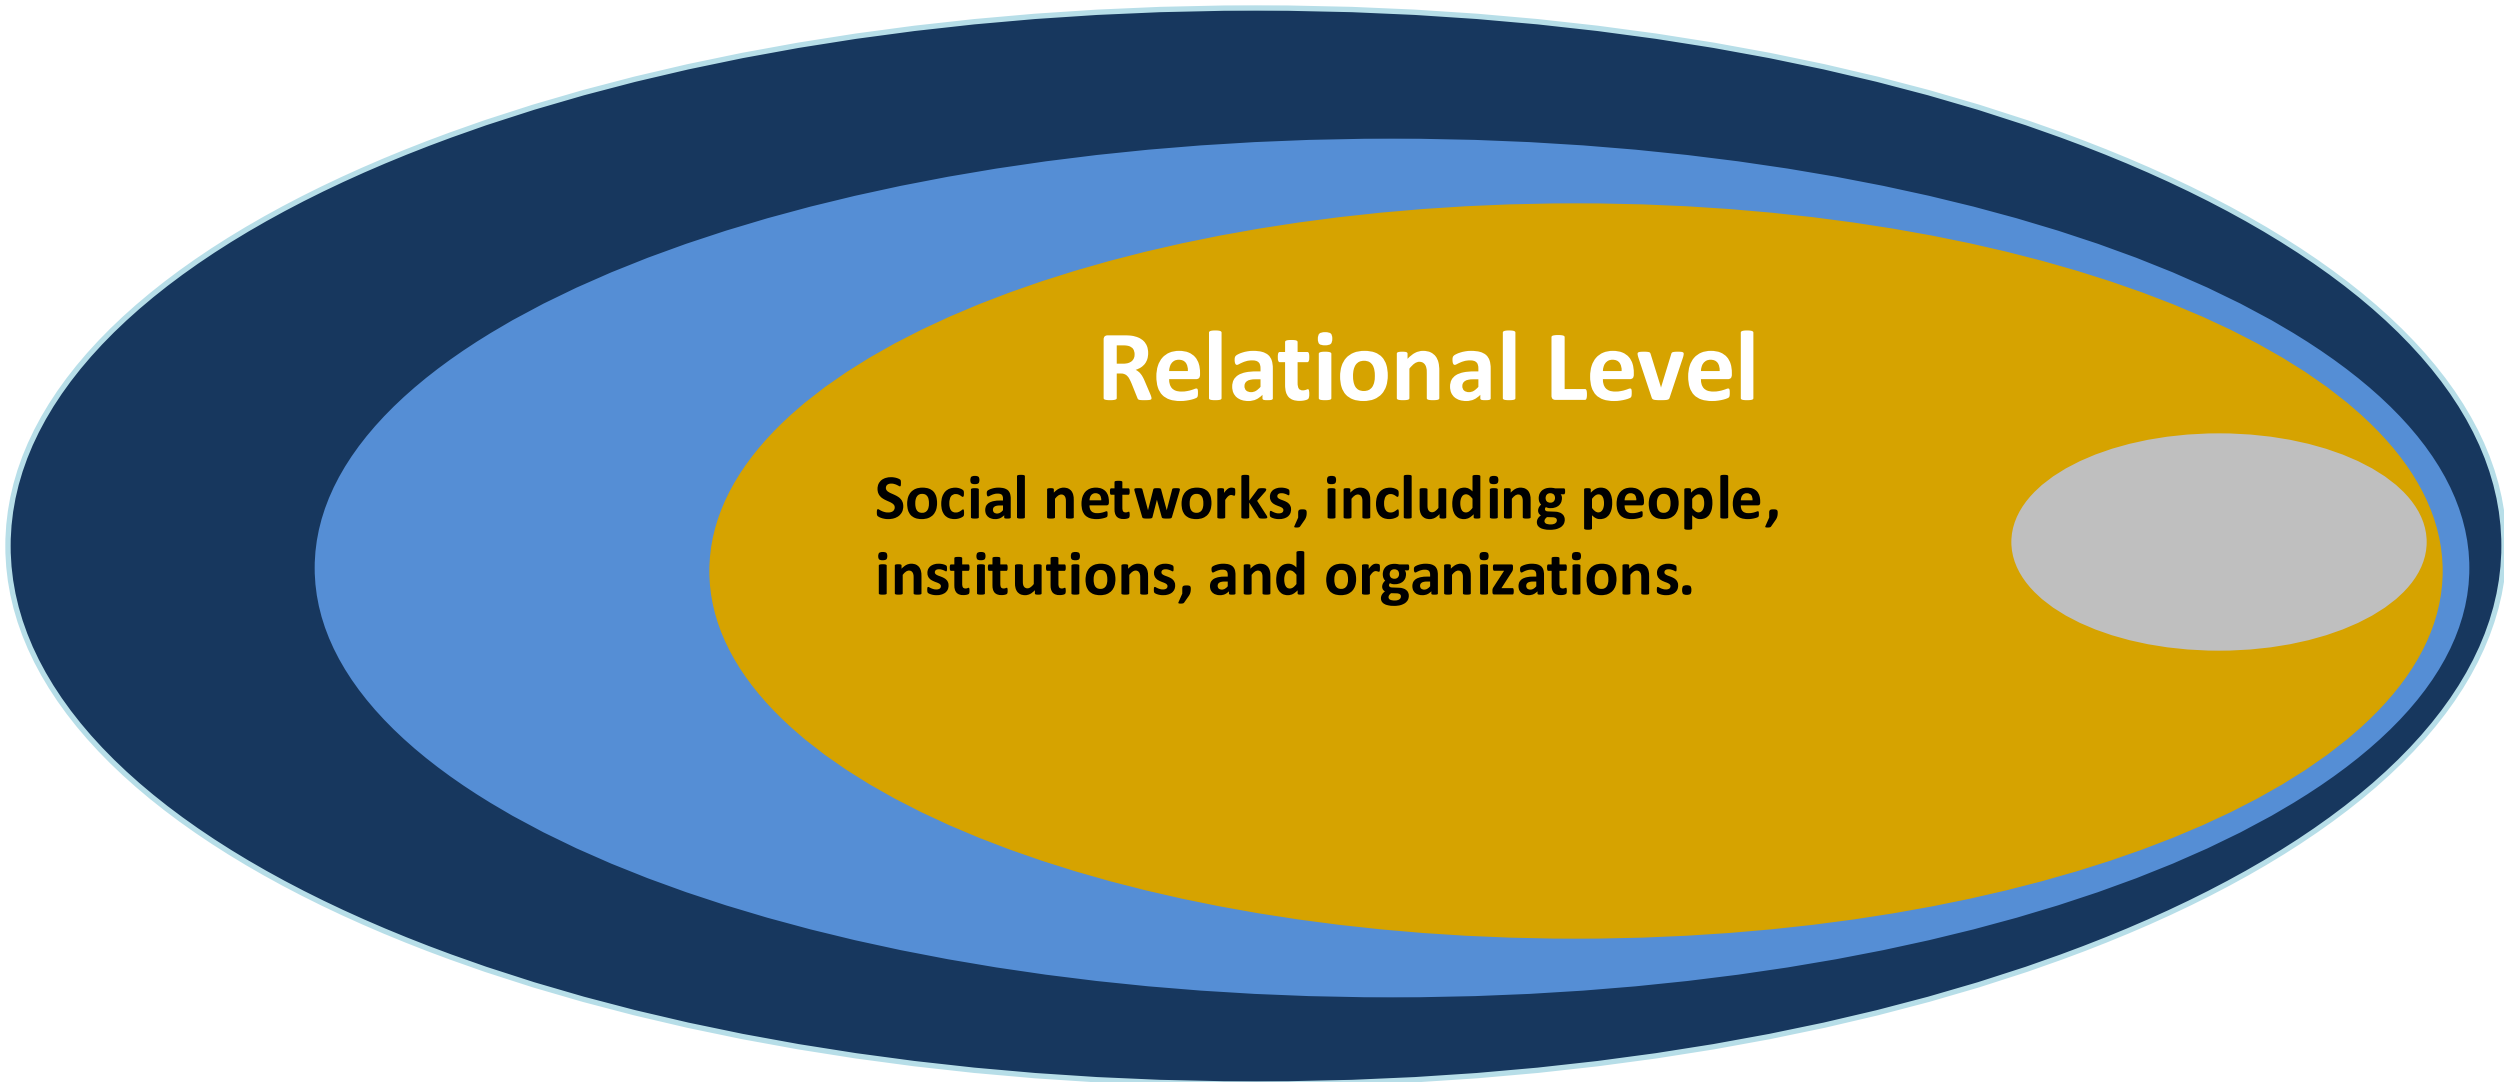 Relational Level
Social networks, including people,
institutions, and organizations.